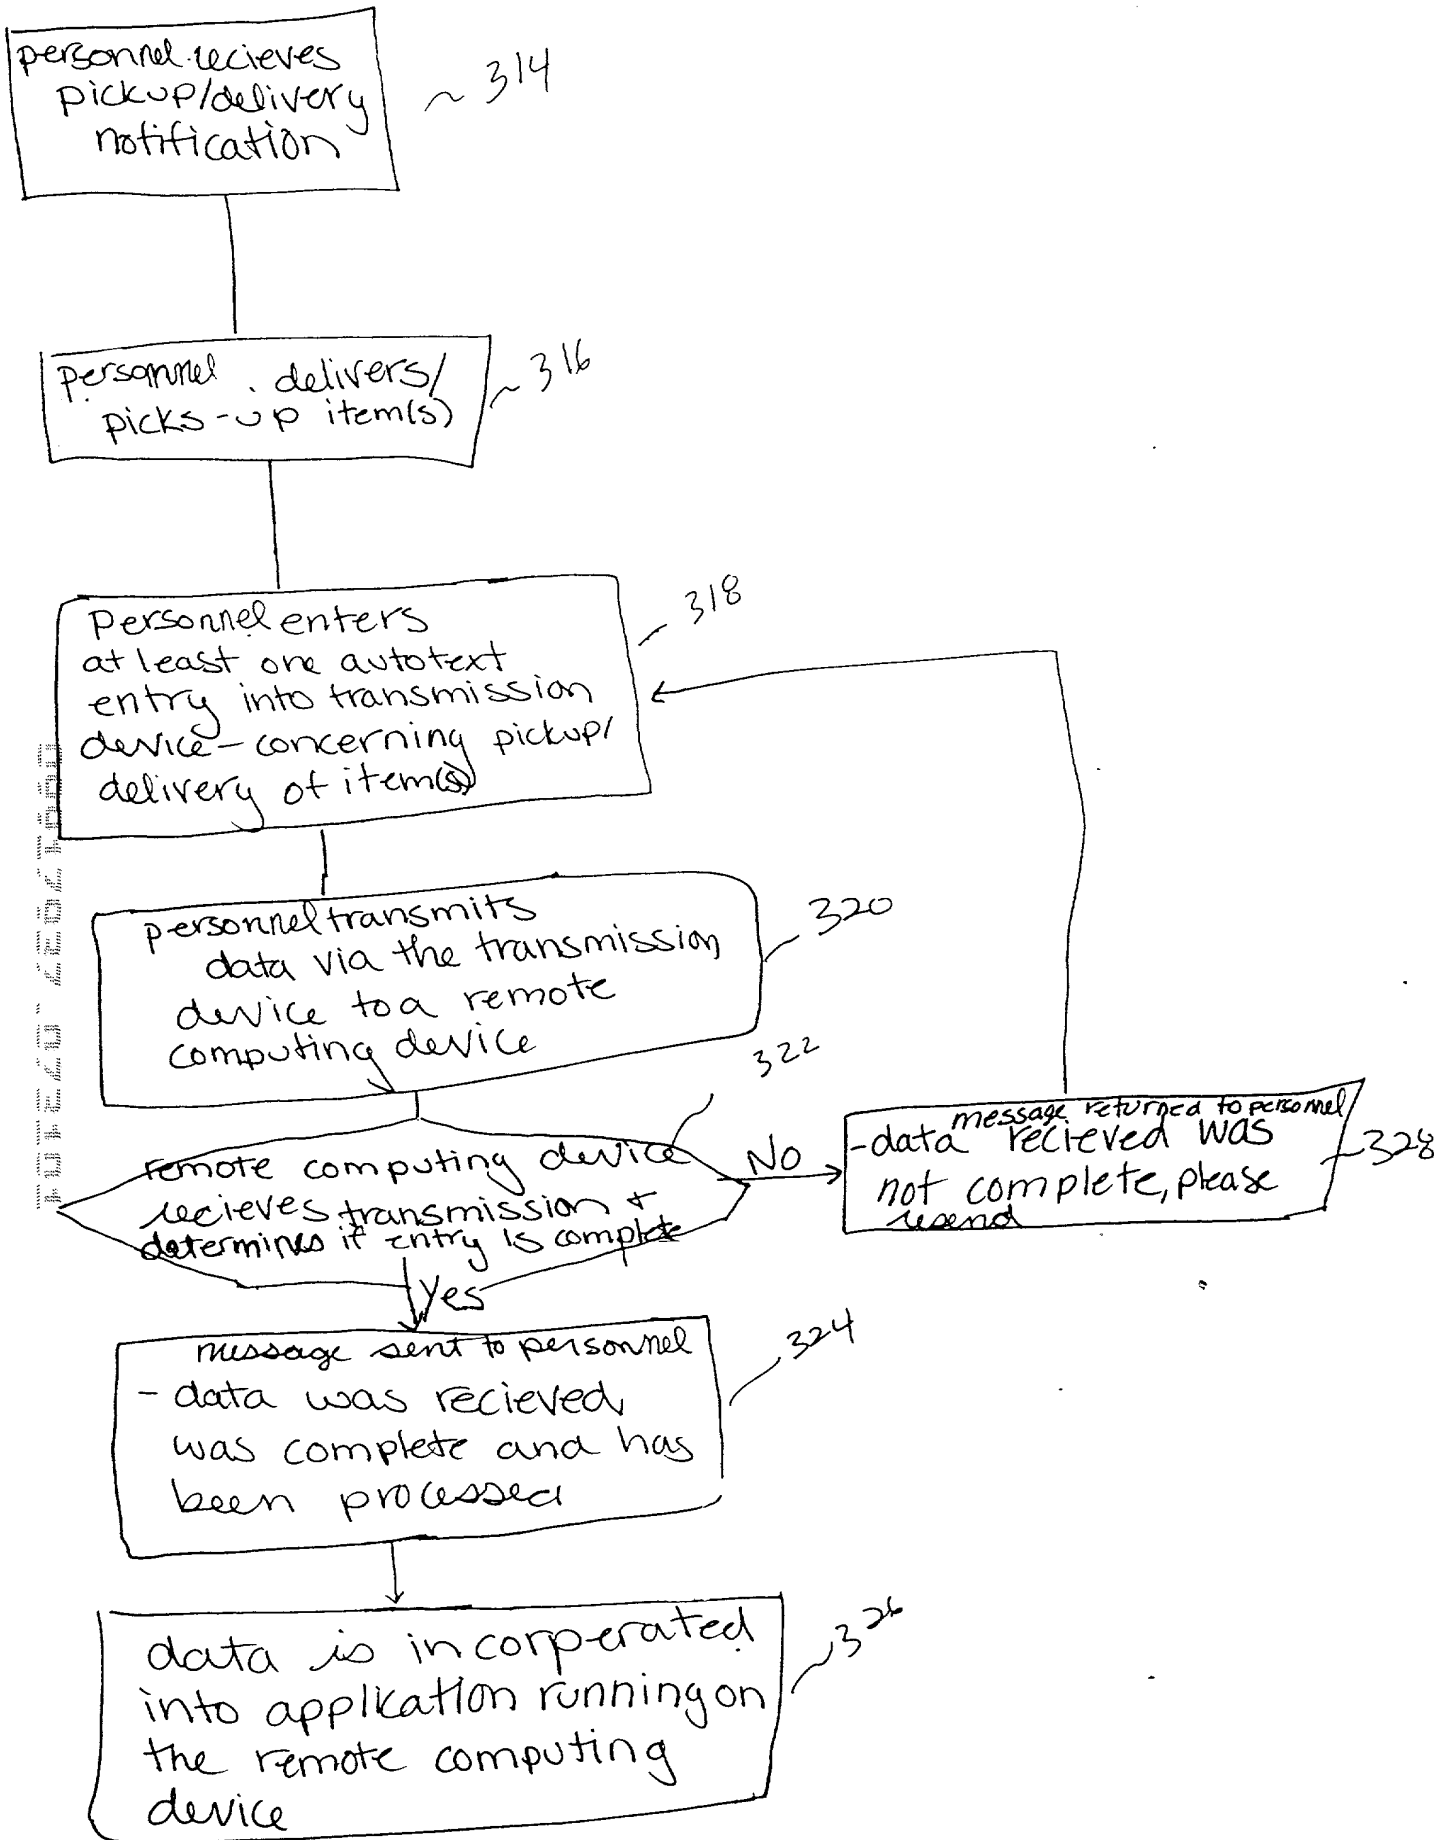 personnel recieves
pickup/delivery
notification
314
personnel delivers/
picks-up item(s)
316
personnel enters
at least one autotext
entry into transmission
device - concerning pickup/
delivery of item(s)
318
personnel transmits
data via the transmission
device to a remote
computing device
320
322
remote computing device
recieves transmission +
determines if entry is complete
No
message returned to personnel
- data recieved was
not complete, please
resend
328
Yes
message sent to personnel
- data was recieved,
was complete and has
been processed
324
data is incorperated
into application running on
the remote computing
device
326